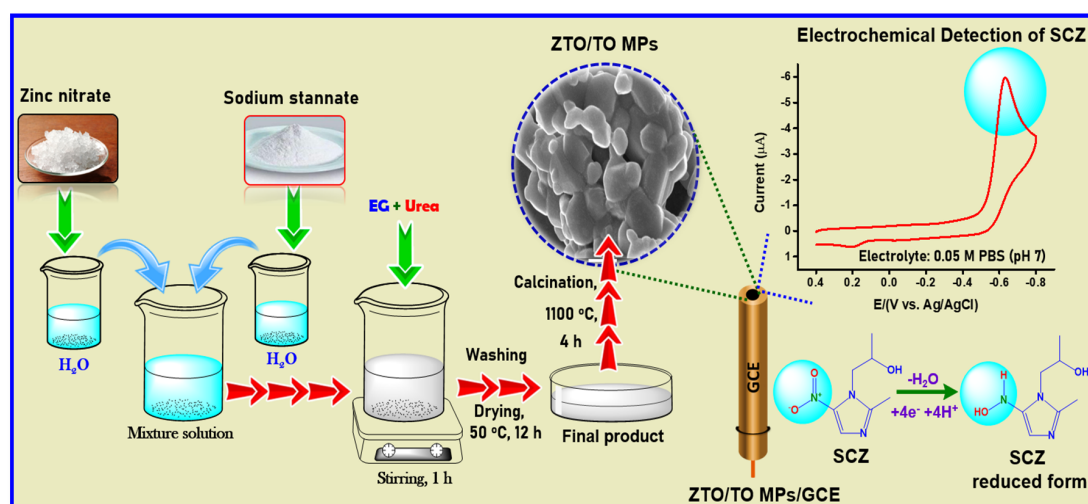 ZTO/TO MPs
Electrochemical Detection of SCZ
Zinc nitrate
Sodium stannate
EG + Urea
H₂O
H₂O
Mixture solution
Stirring, 1 h
Washing
Drying,
50 ºC, 12 h
Final product
Calcination,
1100 ºC,
4 h
GCE
ZTO/TO MPs/GCE
Current (μA)
-6
-5
-4
-3
-2
-1
0
1
Electrolyte: 0.05 M PBS (pH 7)
0.4 0.2 0.0 -0.2 -0.4 -0.6 -0.8
E/(V vs. Ag/AgCl)
O
N⁺
⁻O
N
N
OH
SCZ
-H₂O
+4e⁻ +4H⁺
H
N
HO
N
N
OH
SCZ
reduced form